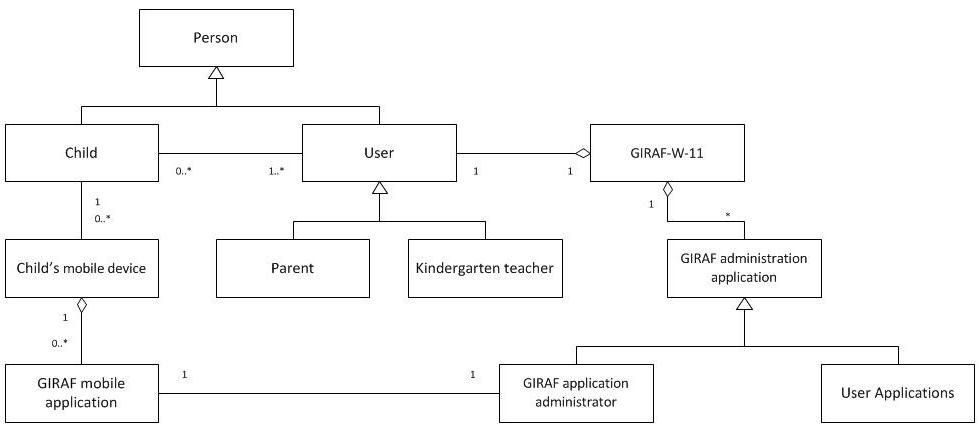 Person
Child
User
GIRAF-W-11
0..*
1..*
1
1
1
0..*
1
*
Child's mobile device
Parent
Kindergarten teacher
GIRAF administration
application
1
0..*
GIRAF mobile
application
1
1
GIRAF application
administrator
User Applications